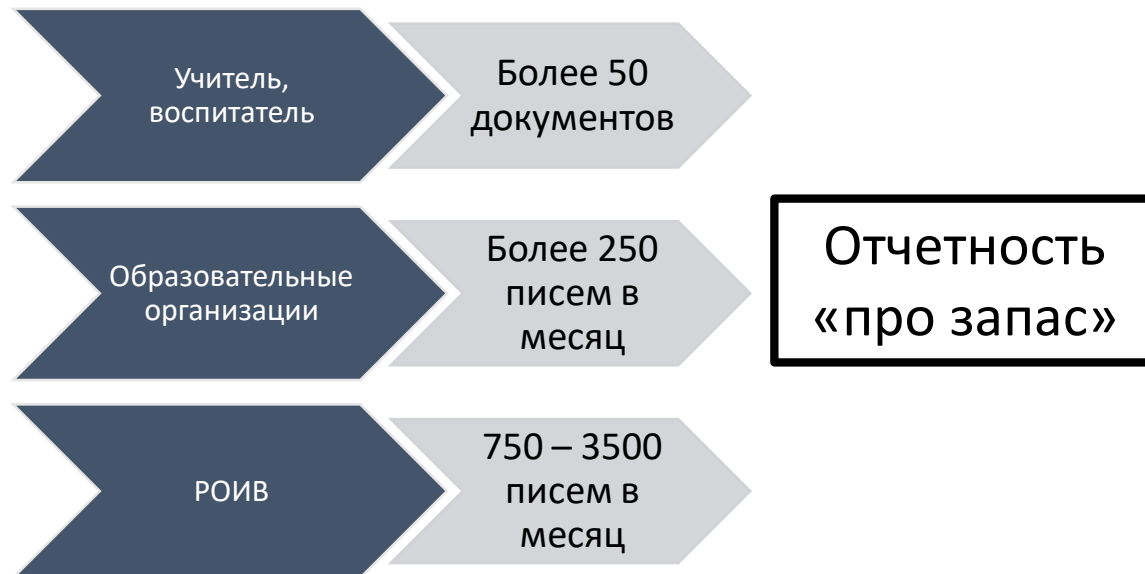 Учитель,
воспитатель
Более 50
документов
Образовательные
организации
Более 250
писем в
месяц
РОИВ
750 – 3500
писем в
месяц
Отчетность
«про запас»